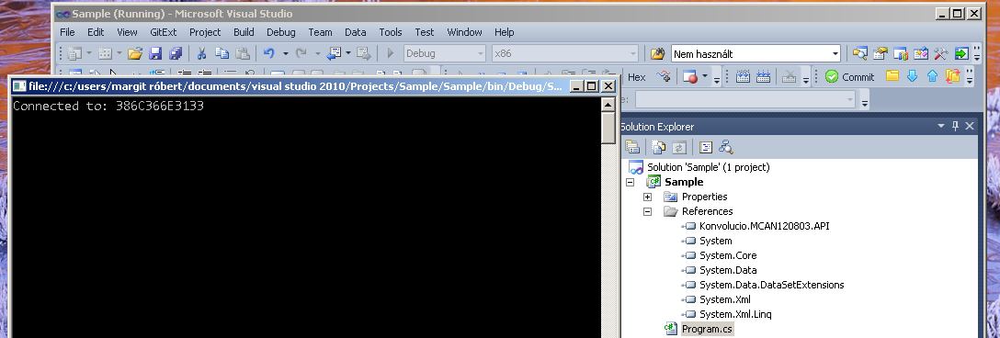 Sample (Running) - Microsoft Visual Studio
File Edit View GitExt Project Build Debug Team Data Tools Test Window Help
Debug x86 Nem használt
Hex Commit
file:///c:/users/margit róbert/documents/visual studio 2010/Projects/Sample/Sample/bin/Debug/S...
Connected to: 386C366E3133
Solution Explorer
Solution 'Sample' (1 project)
Sample
Properties
References
Konvolucio.MCAN120803.API
System
System.Core
System.Data
System.Data.DataSetExtensions
System.Xml
System.Xml.Linq
Program.cs